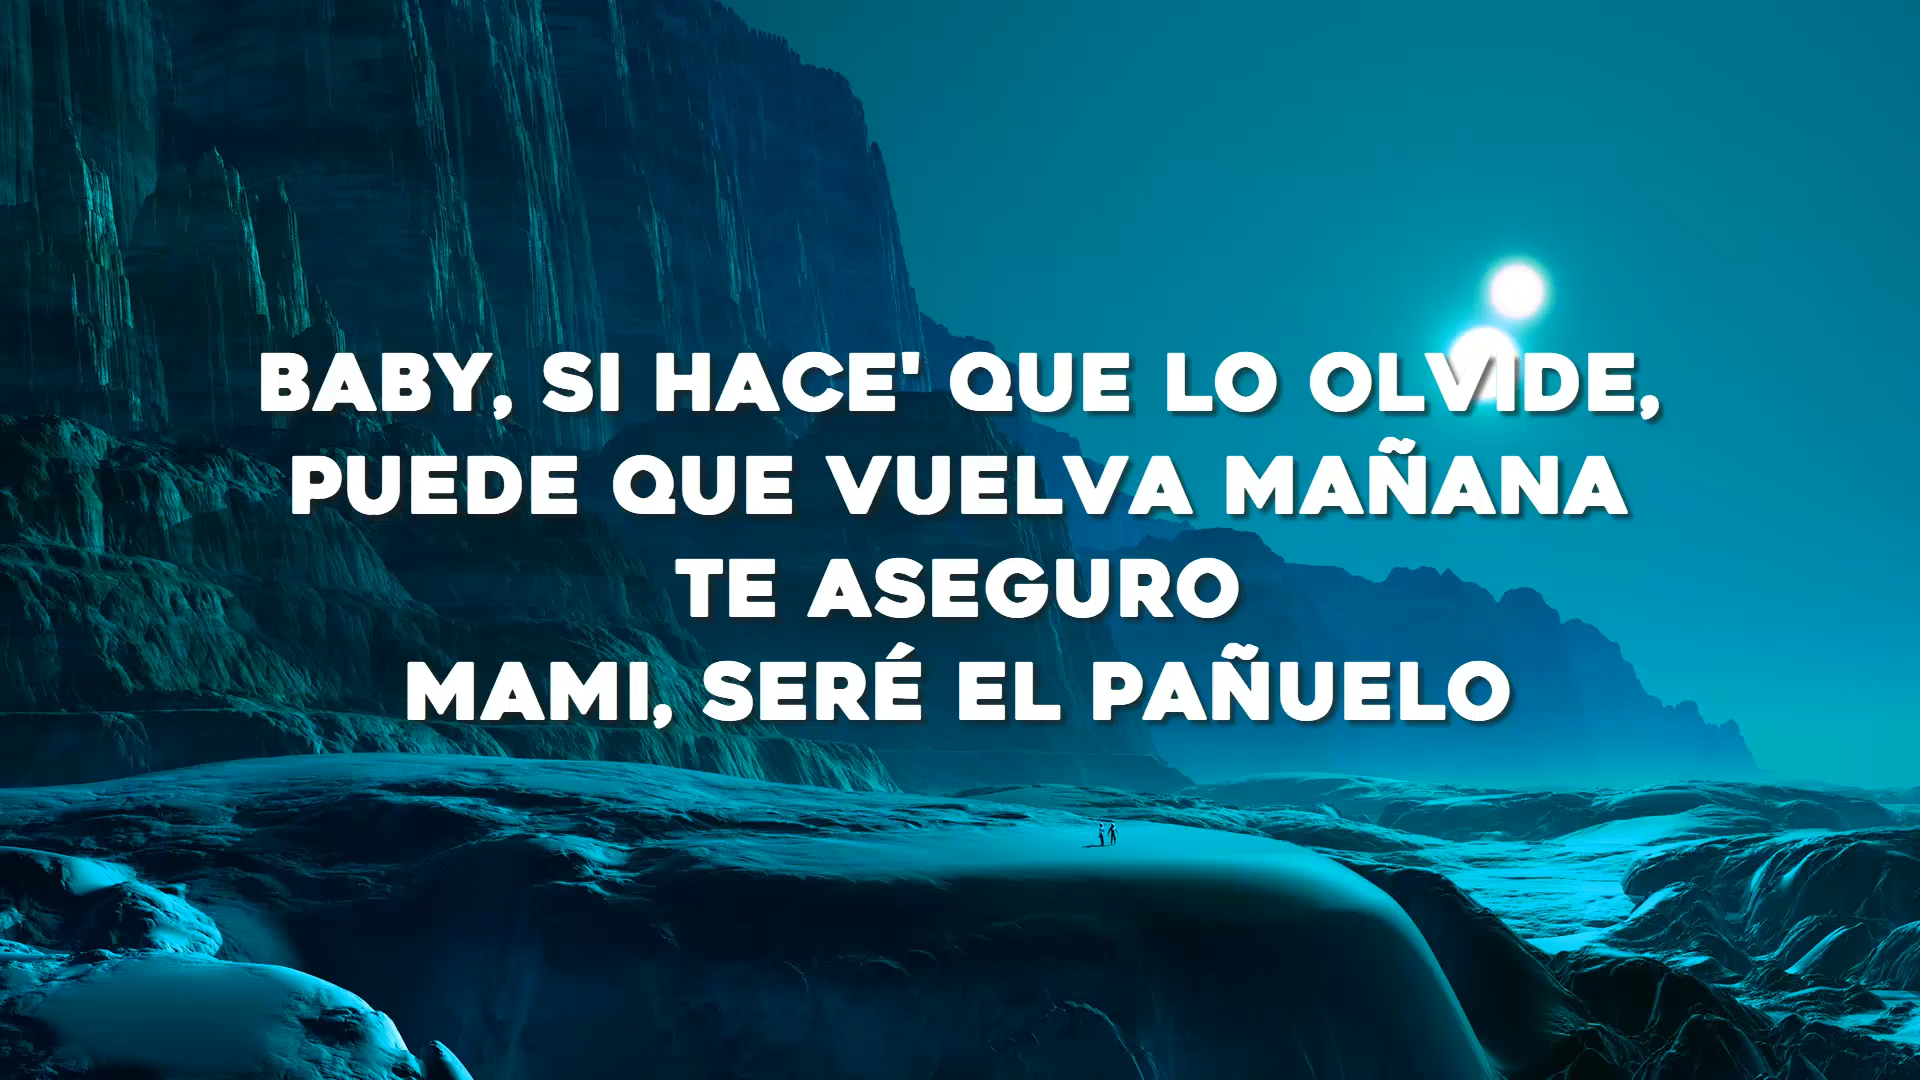 BABY, SI HACE' QUE LO OLVIDE,
PUEDE QUE VUELVA MAÑANA
TE ASEGURO
MAMI, SERÉ EL PAÑUELO